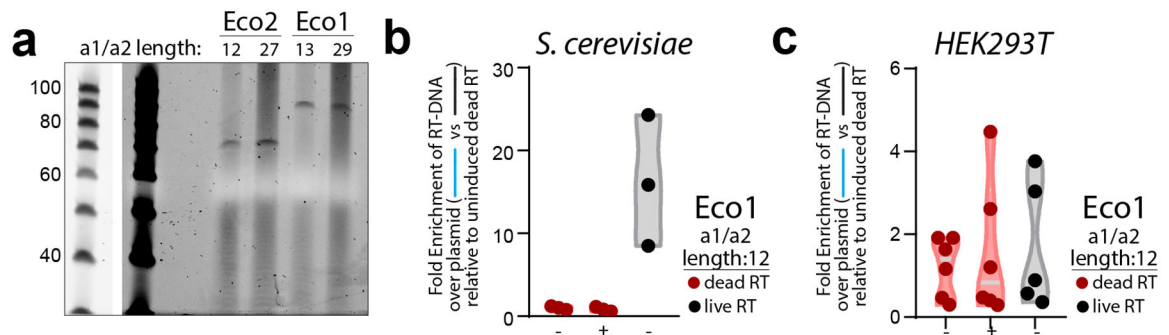 a
Eco2 Eco1
a1/a2 length: 12 27 13 29
100
80
60
40
b
S. cerevisiae
Fold Enrichment of RT-DNA
over plasmid ( vs )
relative to uninduced dead RT
30
20
10
0
- + -
Eco1
a1/a2
length:12
dead RT
live RT
c
HEK293T
Fold Enrichment of RT-DNA
over plasmid ( vs )
relative to uninduced dead RT
6
4
2
0
- + -
Eco1
a1/a2
length:12
dead RT
live RT